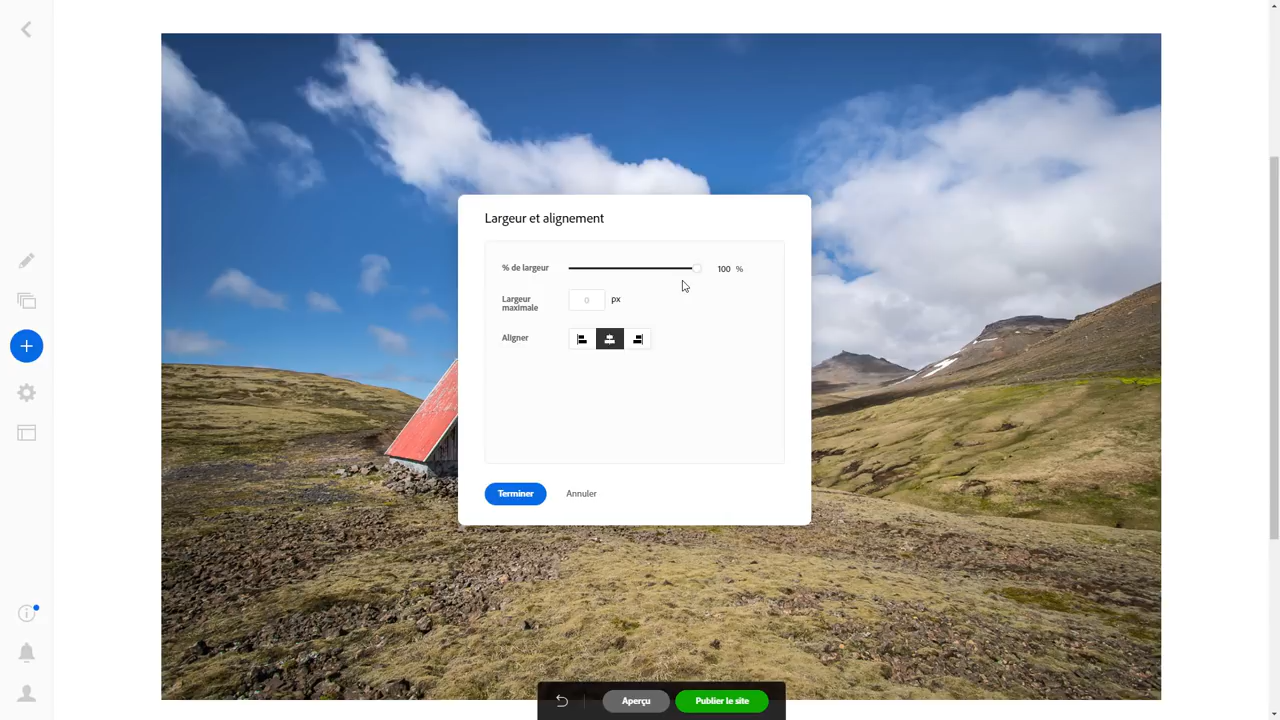 Largeur et alignement
% de largeur
100 %
Largeur
maximale
0 px
Aligner
Terminer
Annuler
Aperçu
Publier le site